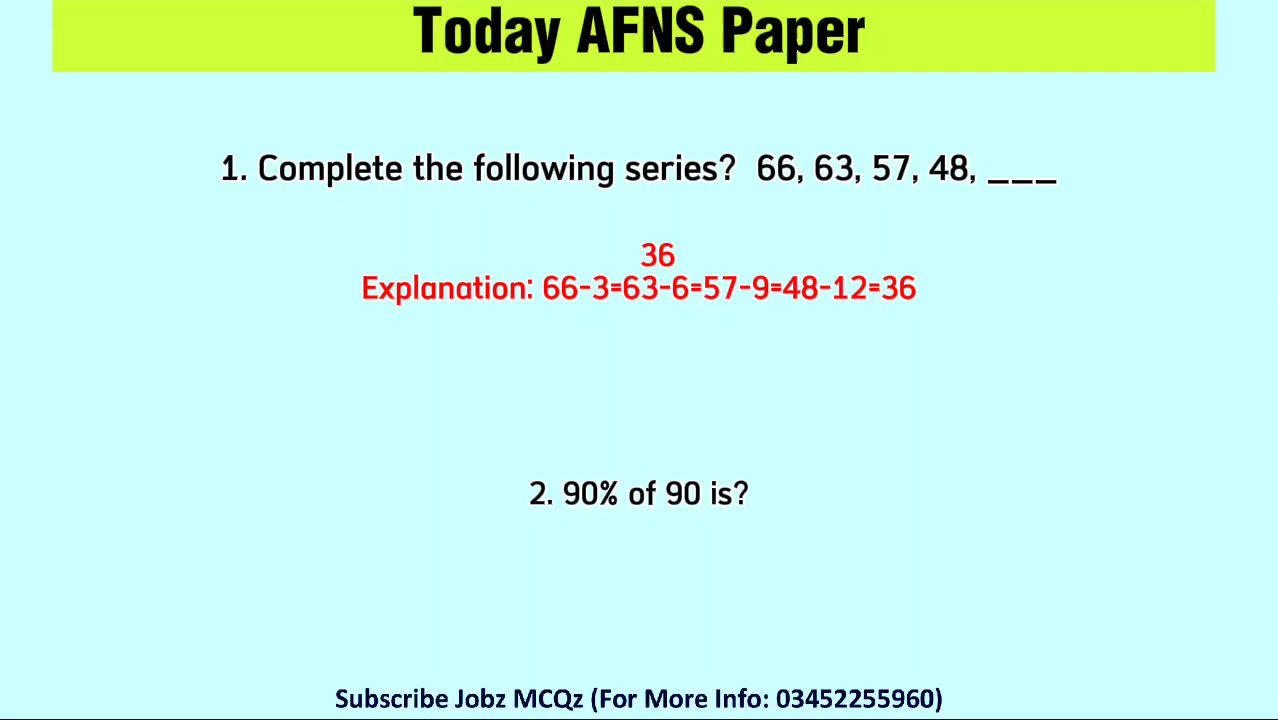 Today AFNS Paper
1. Complete the following series?  66, 63, 57, 48, ___
36
Explanation: 66-3=63-6=57-9=48-12=36
2. 90% of 90 is?
Subscribe Jobz MCQz (For More Info: 03452255960)